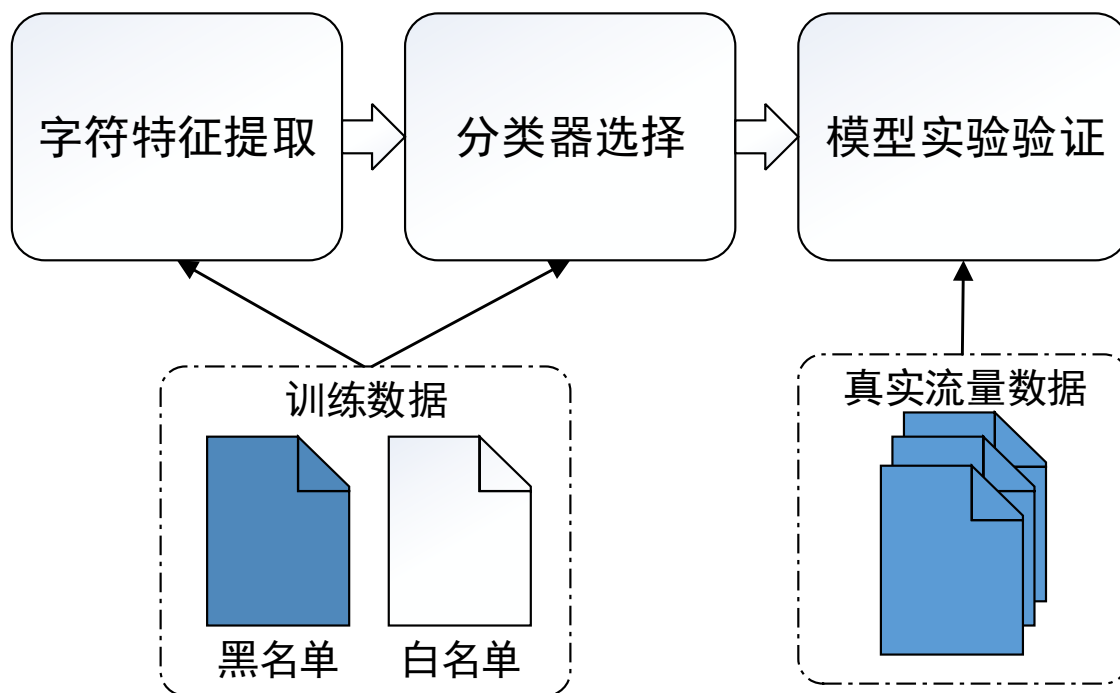 字符特征提取
分类器选择
模型实验验证
训练数据
真实流量数据
黑名单
白名单